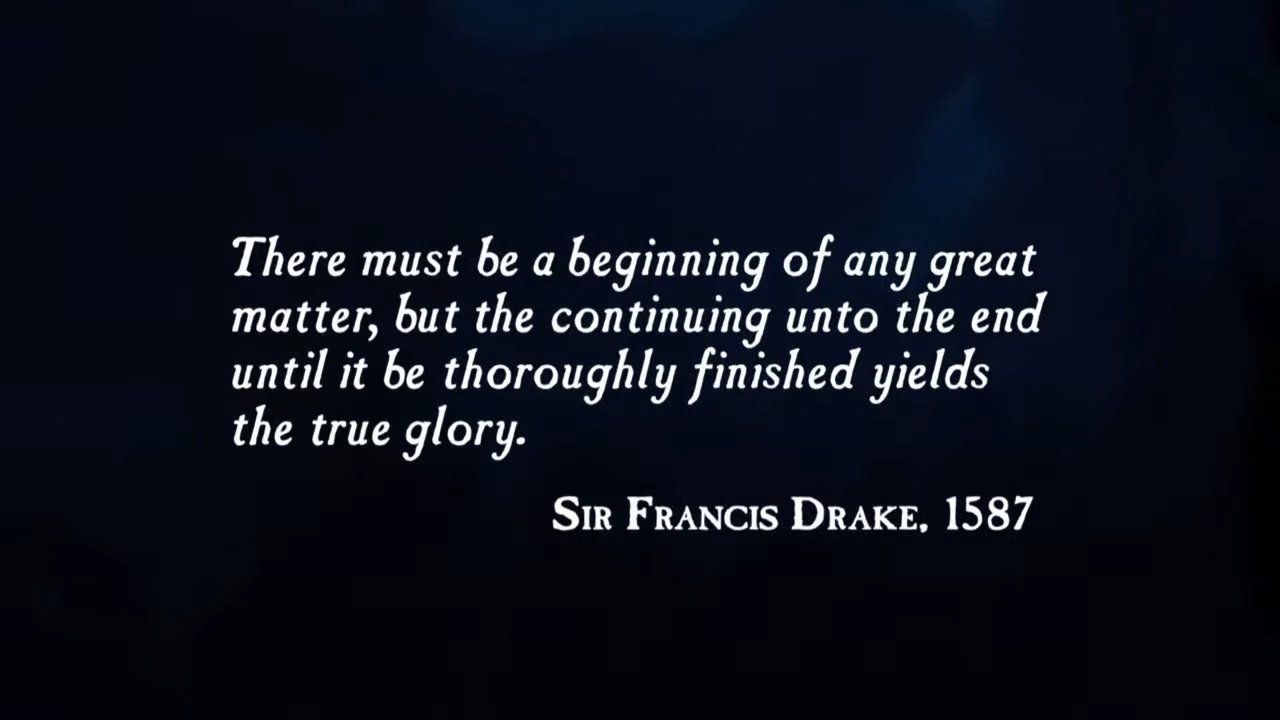 There must be a beginning of any great
matter, but the continuing unto the end
until it be thoroughly finished yields
the true glory.
Sir Francis Drake, 1587